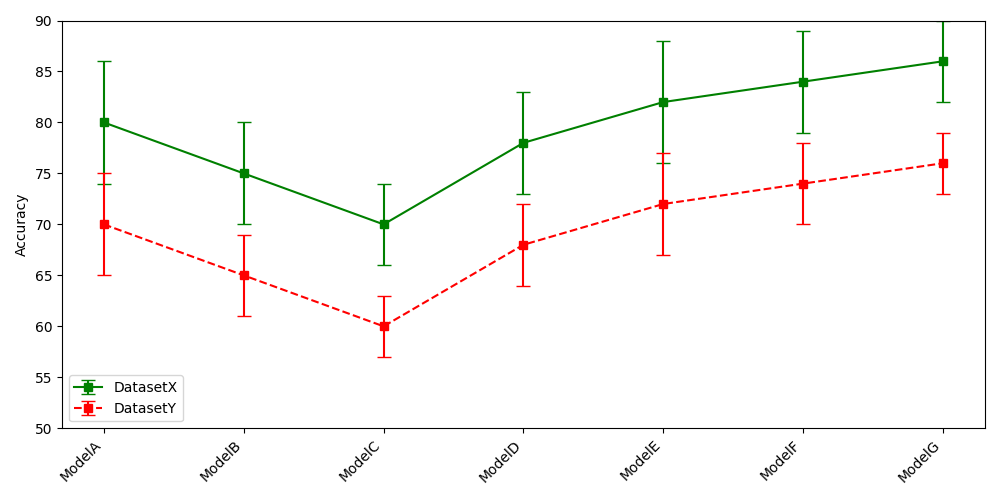 90
85
80
75
70
65
60
55
50
Accuracy
DatasetX
DatasetY
ModelA
ModelB
ModelC
ModelD
ModelE
ModelF
ModelG